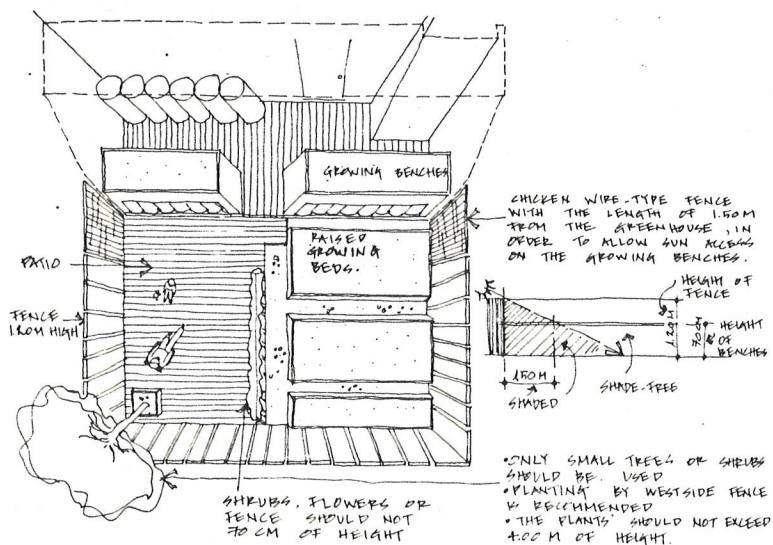 GROWING BENCHES
RAISED
GROWING
BEDS.
PATIO
FENCE
1.20M HIGH
CHICKEN WIRE-TYPE FENCE
WITH THE LENGTH OF 1.50M
FROM THE GREENHOUSE, IN
ORDER TO ALLOW SUN ACCESS
ON THE GROWING BENCHES.
HEIGHT OF
FENCE
1.20M
70CM
HEIGHT
OF
BENCHES
1.50M
SHADED
SHADE-FREE
SHRUBS, FLOWERS OR
FENCE SHOULD NOT
70 CM OF HEIGHT
•ONLY SMALL TREES OR SHRUBS
SHOULD BE USED
•PLANTING BY WESTSIDE FENCE
IS RECOMMENDED
•THE PLANTS SHOULD NOT EXCEED
4.00 M OF HEIGHT.